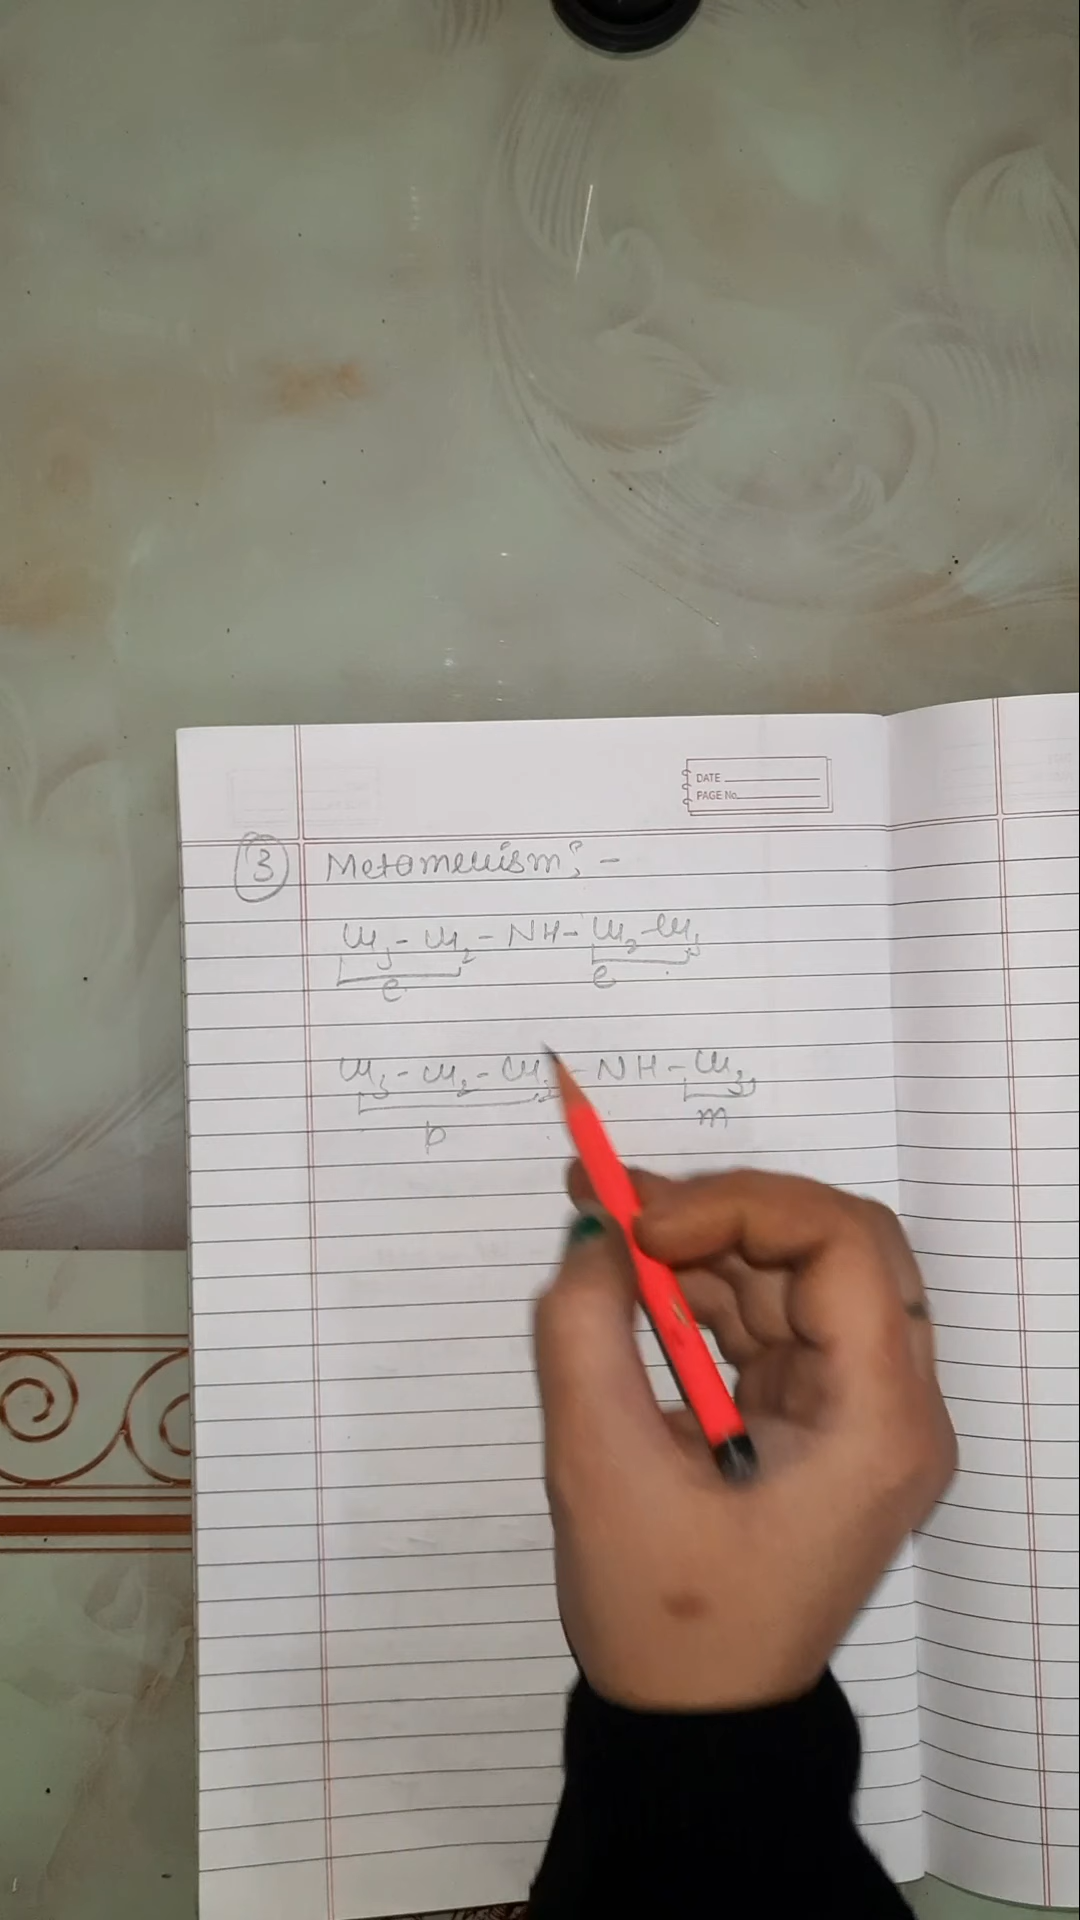 DATE
PAGE No.
3 Metamerism :-
CH3 - CH2 - NH - CH2 - CH3
e e
CH3 - CH2 - CH2 - NH - CH3
p m